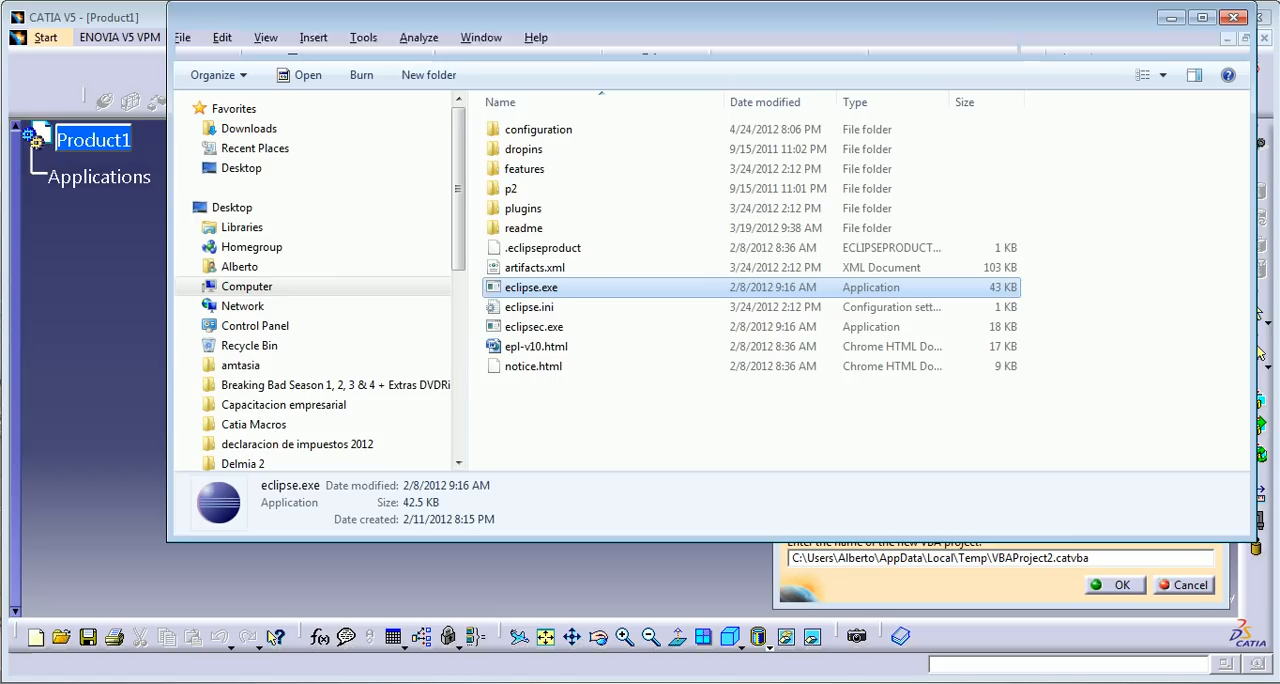 CATIA V5 - [Product1]
Start ENOVIA V5 VPM File Edit View Insert Tools Analyze Window Help
Organize Open Burn New folder
Name Date modified Type Size
Favorites
Downloads
Recent Places
Desktop
Desktop
Libraries
Homegroup
Alberto
Computer
Network
Control Panel
Recycle Bin
amtasia
Breaking Bad Season 1, 2, 3 & 4 + Extras DVDRi
Capacitacion empresarial
Catia Macros
declaracion de impuestos 2012
Delmia 2
configuration 4/24/2012 8:06 PM File folder
dropins 9/15/2011 11:02 PM File folder
features 3/24/2012 2:12 PM File folder
p2 9/15/2011 11:01 PM File folder
plugins 3/24/2012 2:12 PM File folder
readme 3/19/2012 9:38 AM File folder
.eclipseproduct 2/8/2012 8:36 AM ECLIPSEPRODUCT... 1 KB
artifacts.xml 3/24/2012 2:12 PM XML Document 103 KB
eclipse.exe 2/8/2012 9:16 AM Application 43 KB
eclipse.ini 3/24/2012 2:12 PM Configuration sett... 1 KB
eclipsec.exe 2/8/2012 9:16 AM Application 18 KB
epl-v10.html 2/8/2012 8:36 AM Chrome HTML Do... 17 KB
notice.html 2/8/2012 8:36 AM Chrome HTML Do... 9 KB
Product1
Applications
eclipse.exe Date modified: 2/8/2012 9:16 AM
Application Size: 42.5 KB
Date created: 2/11/2012 8:15 PM
Enter the name of the new VBA project:
C:\Users\Alberto\AppData\Local\Temp\VBAProject2.catvba
OK Cancel
f(x)
CATIA